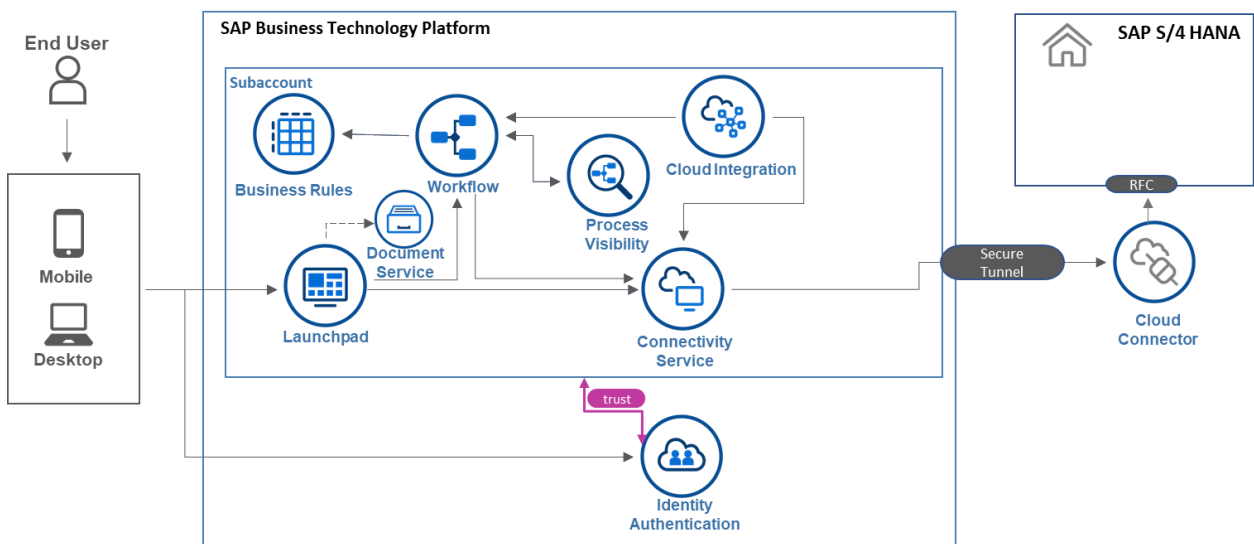 SAP Business Technology Platform
SAP S/4 HANA
End User
Subaccount
Business Rules
Workflow
Cloud Integration
Process
Visibility
Document
Service
RFC
Mobile
Desktop
Launchpad
Connectivity
Service
Secure
Tunnel
Cloud
Connector
trust
Identity
Authentication